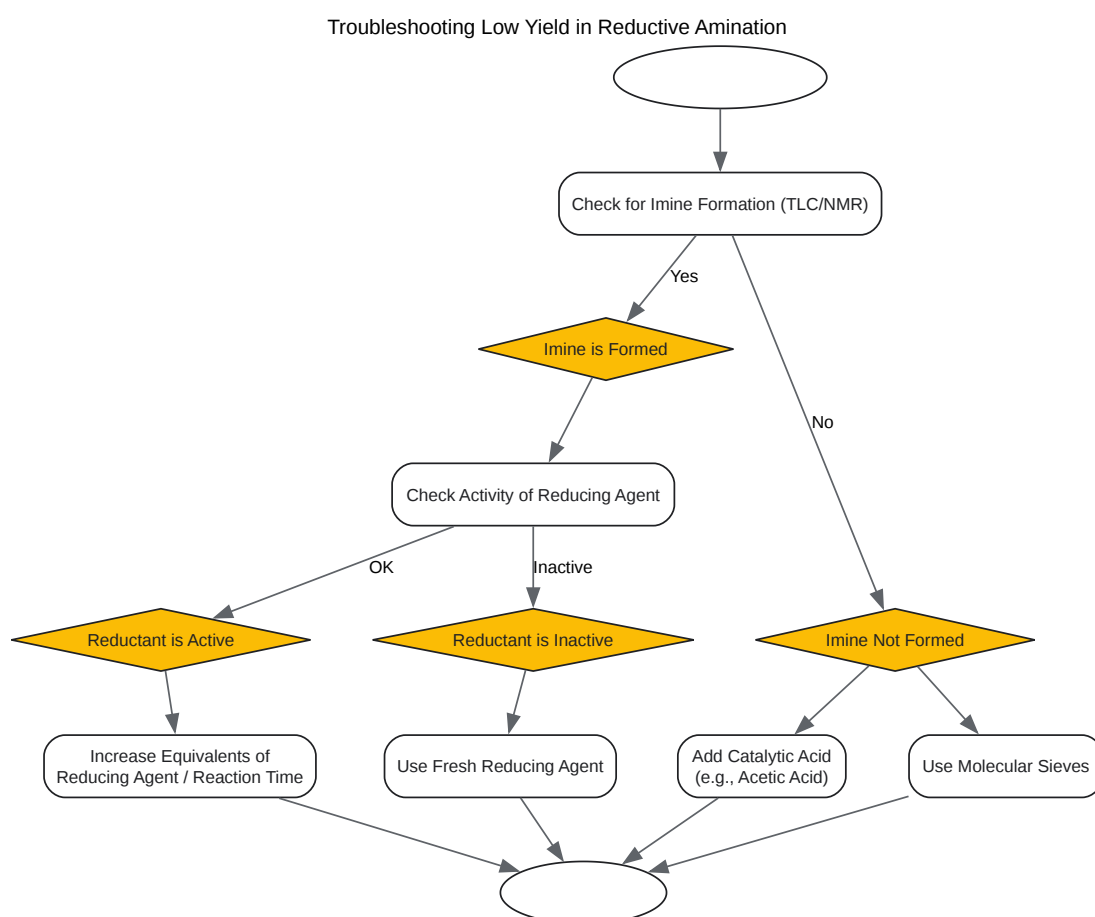 Troubleshooting Low Yield in Reductive Amination
Check for Imine Formation (TLC/NMR)
Yes
Imine is Formed
No
Check Activity of Reducing Agent
OK
Inactive
Reductant is Active
Reductant is Inactive
Imine Not Formed
Increase Equivalents of
Reducing Agent / Reaction Time
Use Fresh Reducing Agent
Add Catalytic Acid
(e.g., Acetic Acid)
Use Molecular Sieves